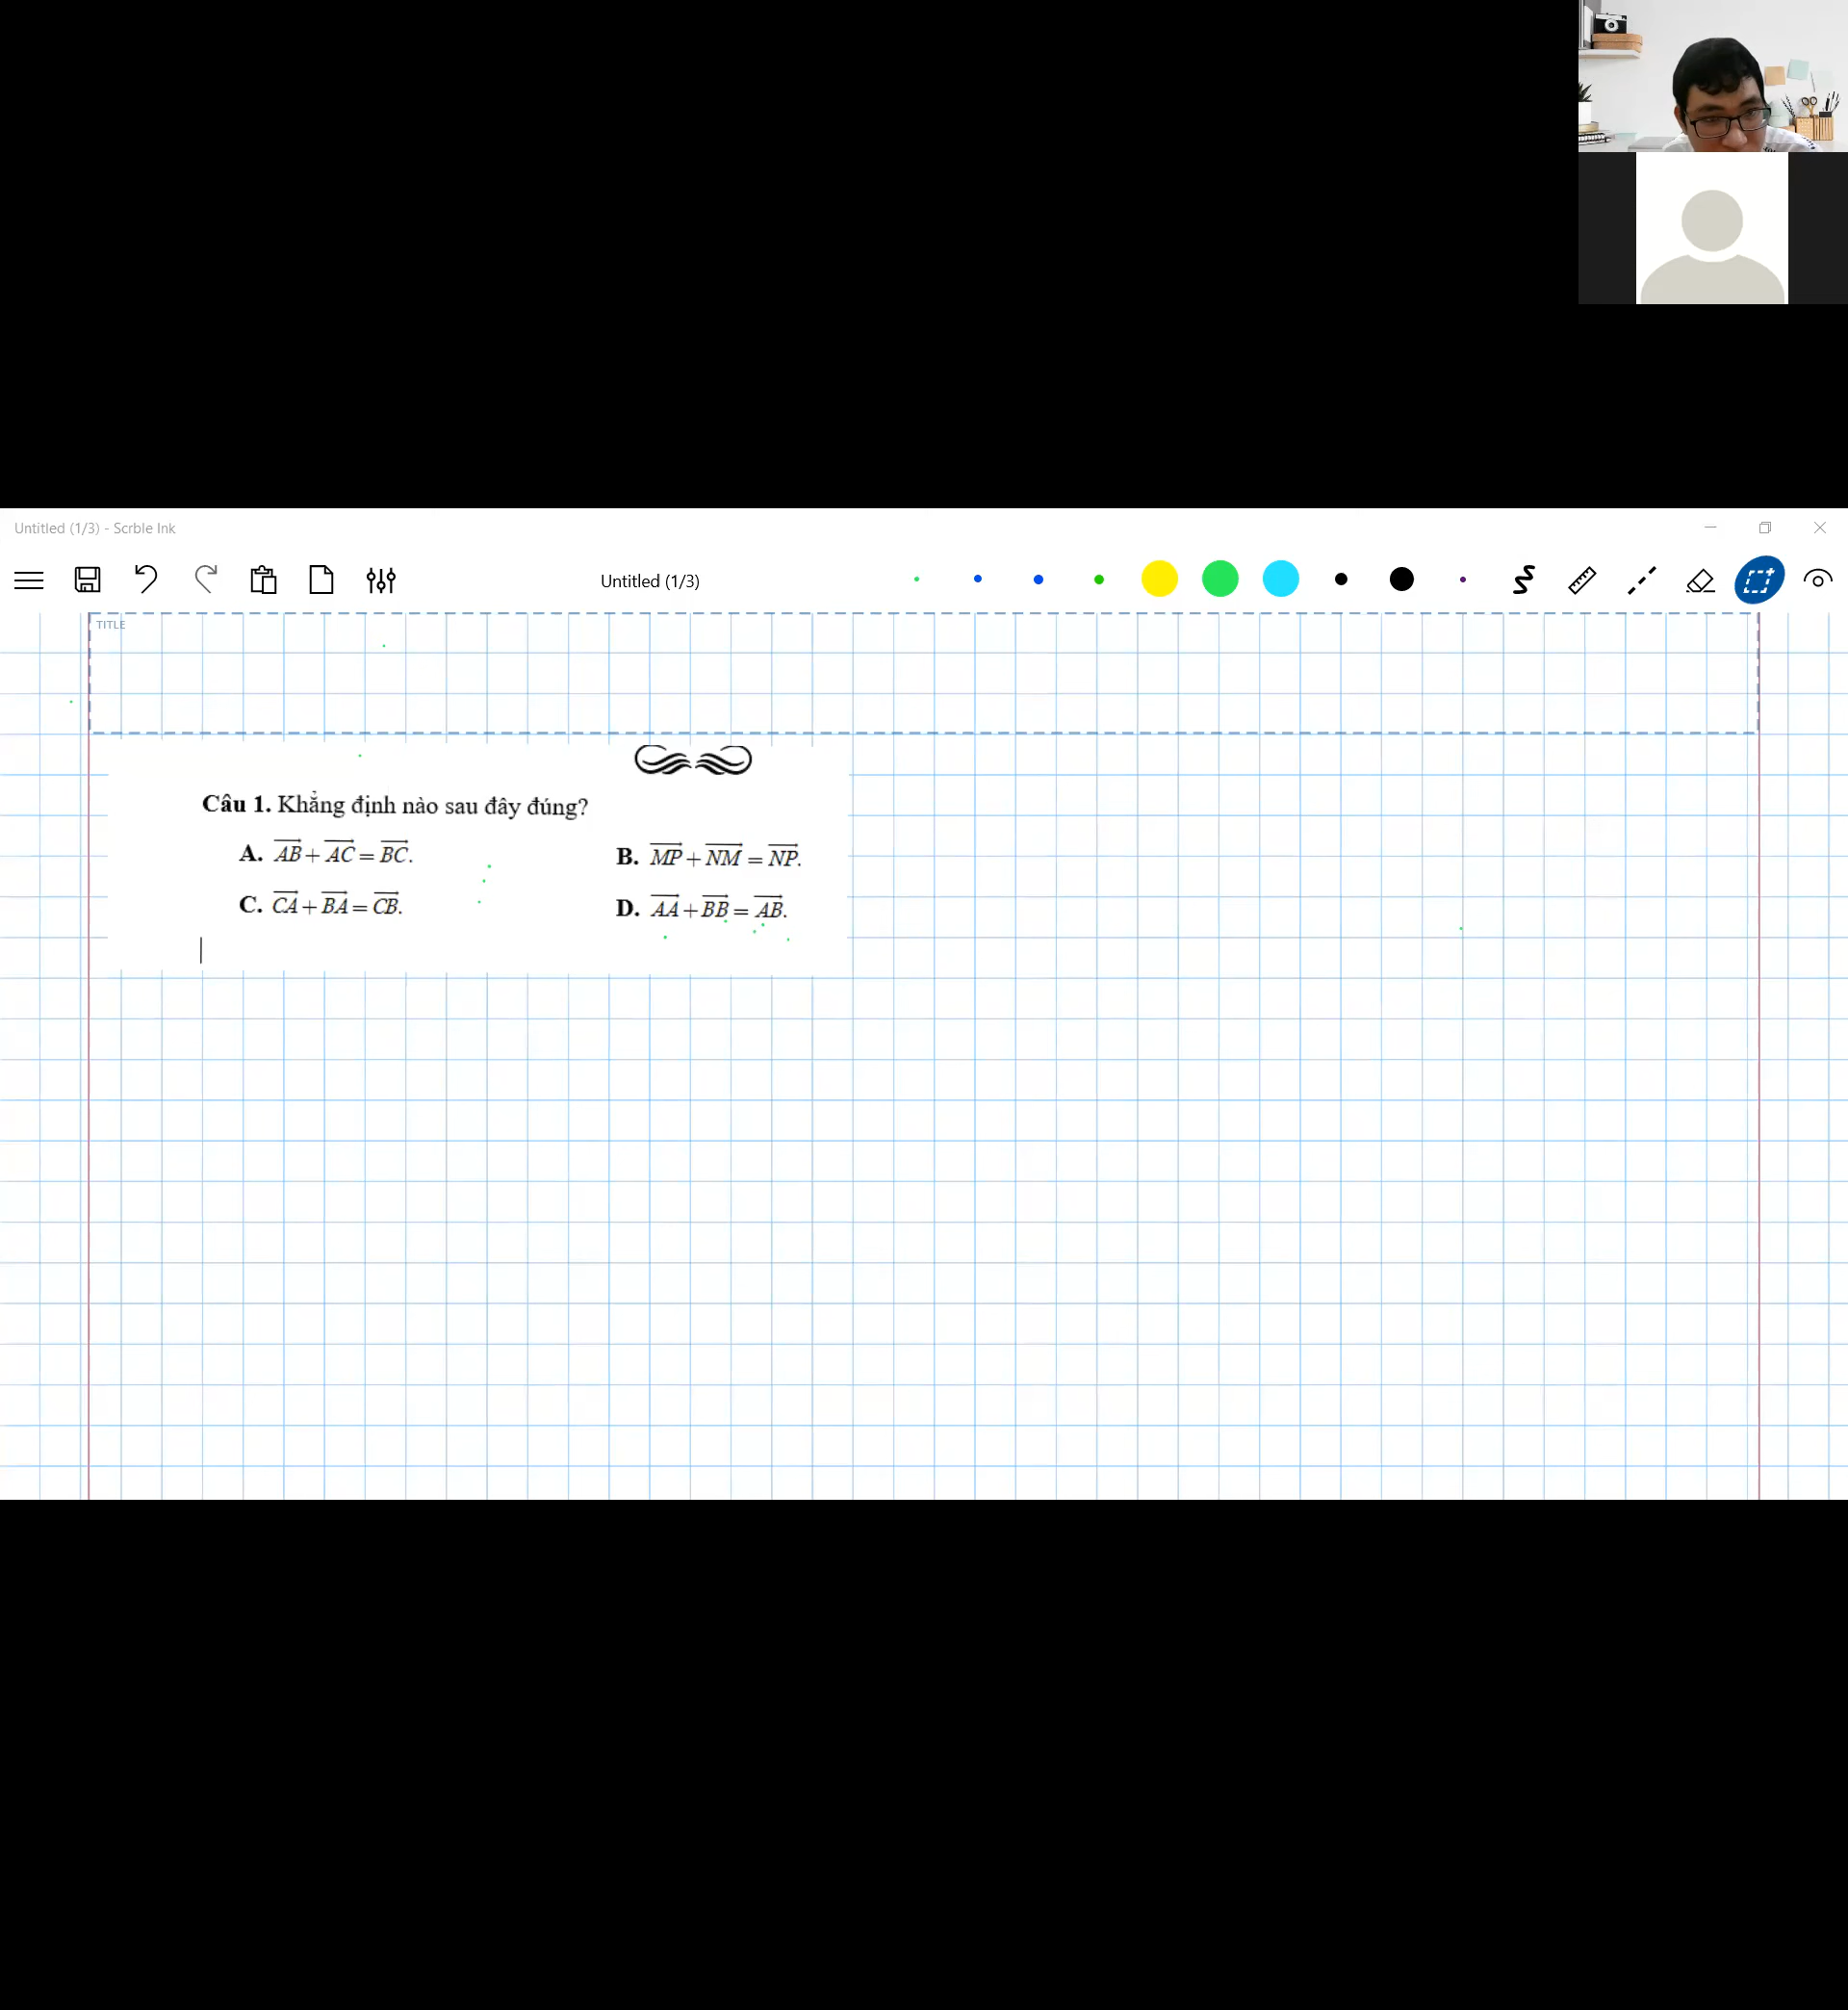 Untitled (1/3) - Scrble Ink
Untitled (1/3)
TITLE
Câu 1. Khẳng định nào sau đây đúng?
A. $\overrightarrow{AB}+\overrightarrow{AC}=\overrightarrow{BC}$. B. $\overrightarrow{MP}+\overrightarrow{NM}=\overrightarrow{NP}$.
C. $\overrightarrow{CA}+\overrightarrow{BA}=\overrightarrow{CB}$. D. $\overrightarrow{AA}+\overrightarrow{BB}=\overrightarrow{AB}$.